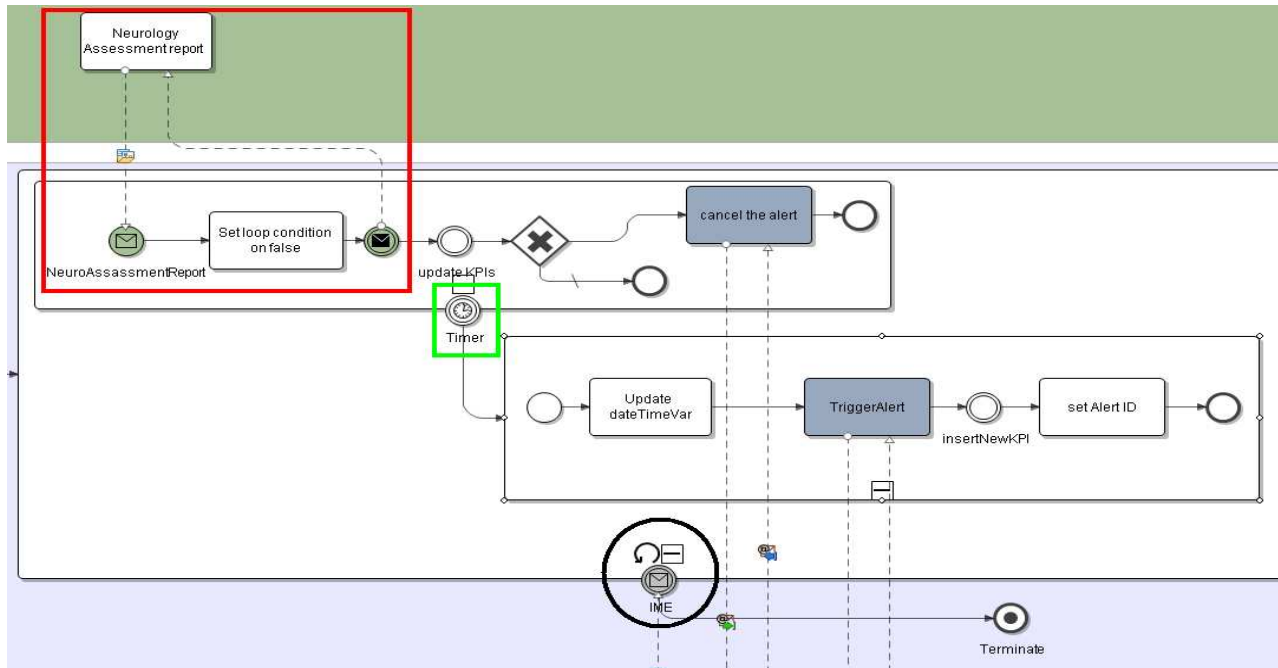 Neurology
Assessment report
Set loop condition
on false
NeuroAssassmentReport
update KPIs
cancel the alert
Timer
Update
dateTimeVar
TriggerAlert
insertNewKPI
set Alert ID
IME
Terminate